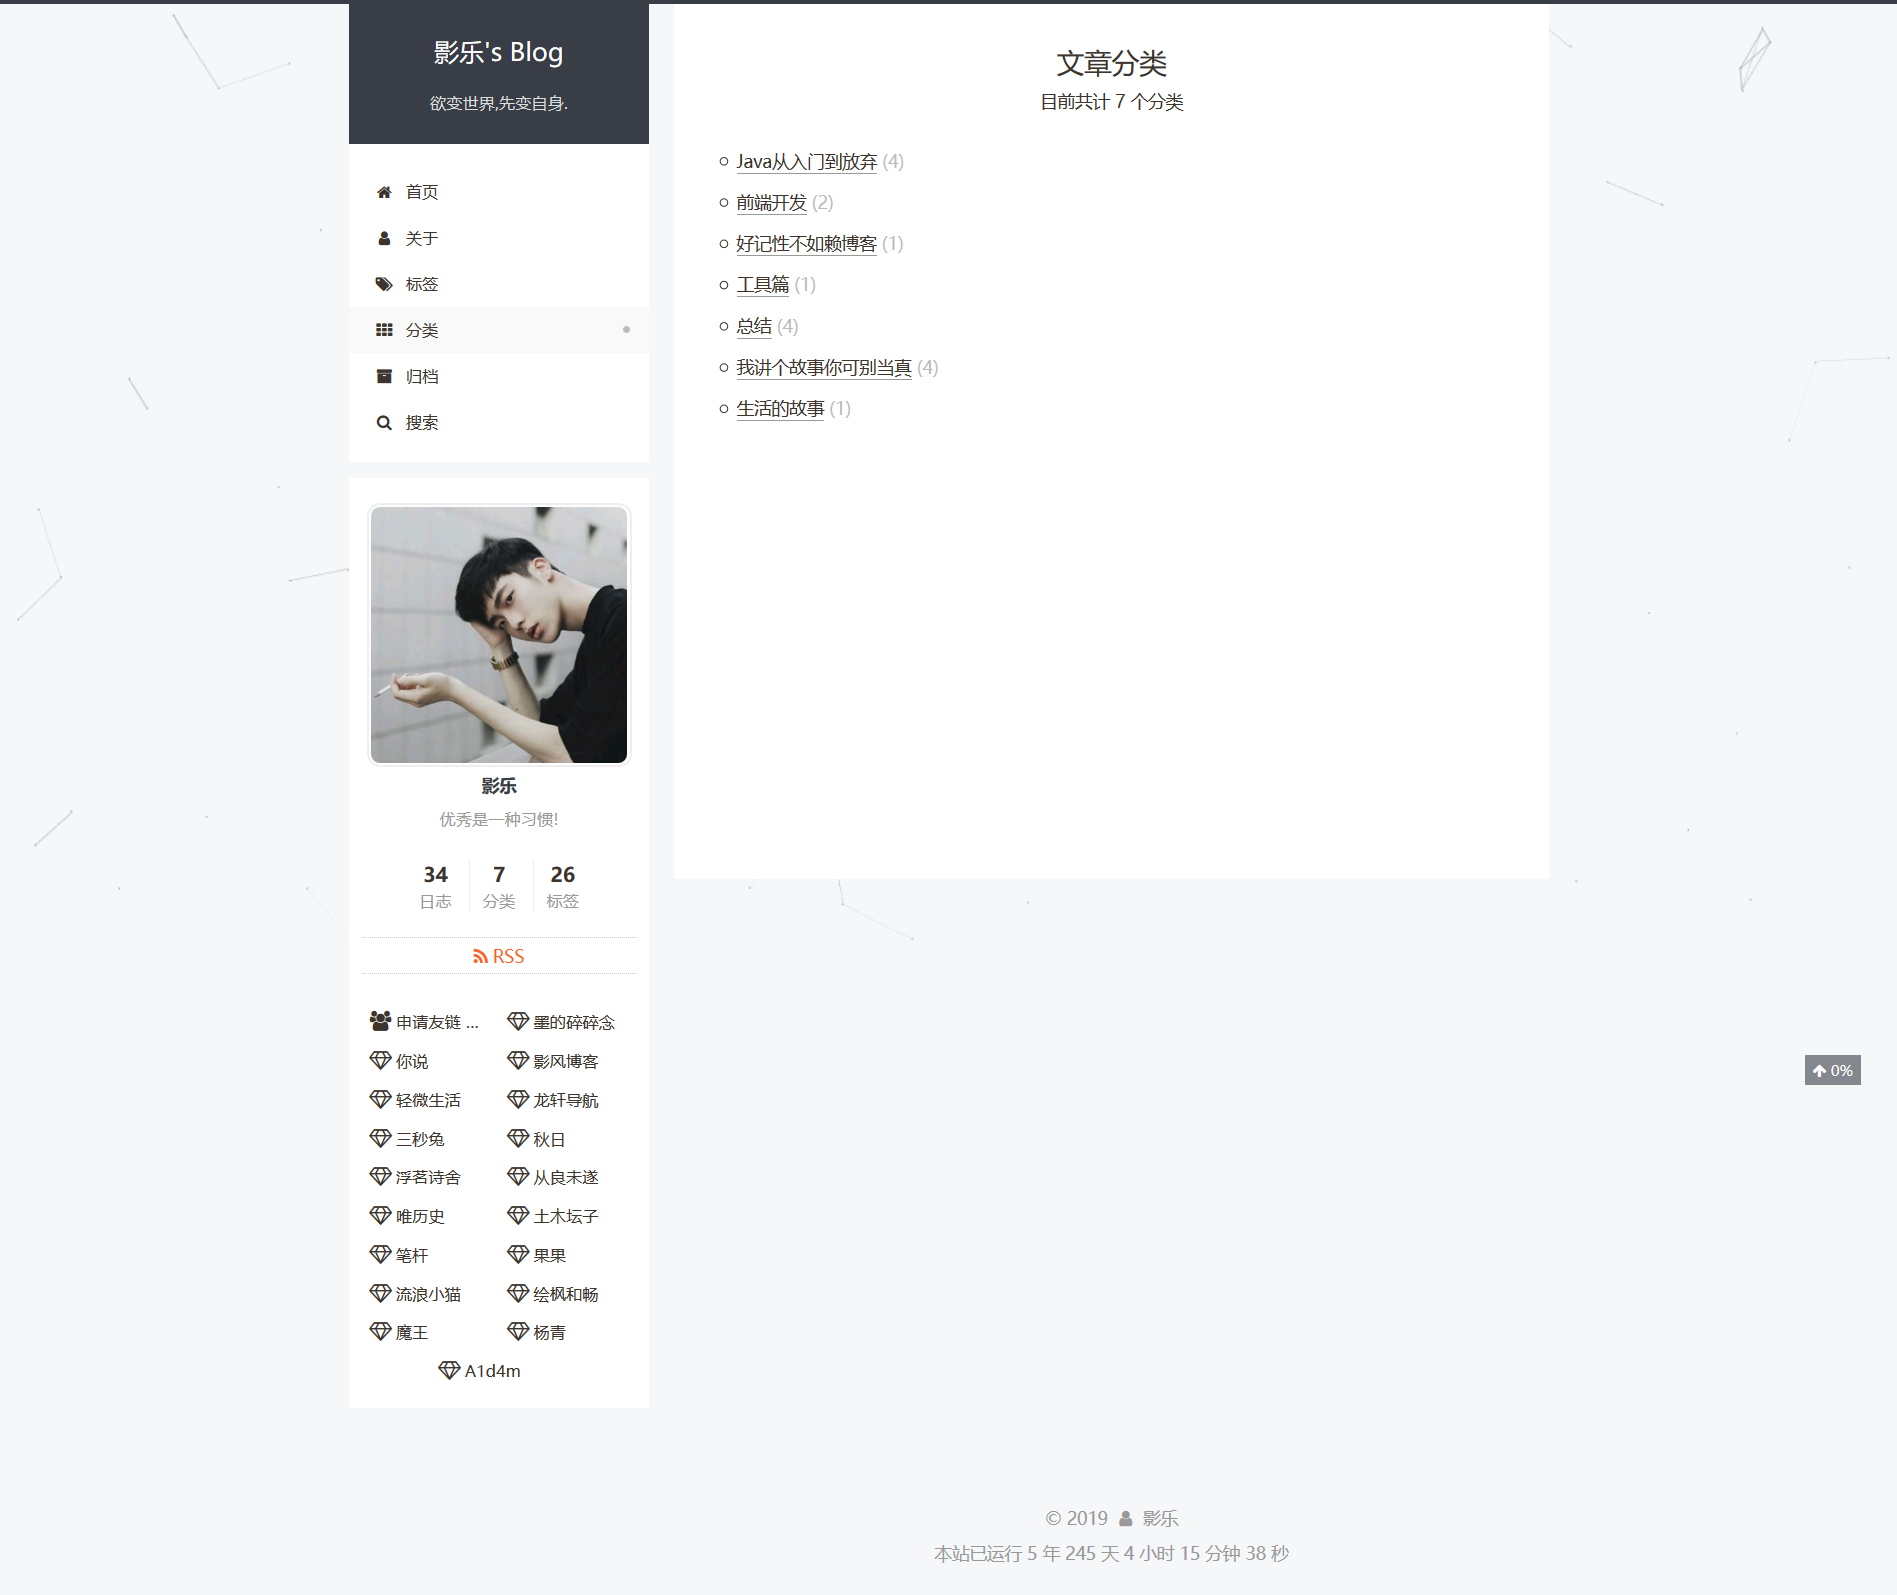 影乐's Blog
欲变世界,先变自身.
首页
关于
标签
分类
归档
搜索
影乐
优秀是一种习惯!
34 7 26
日志 分类 标签
RSS
申请友链 ... 墨的碎碎念
你说 影风博客
轻微生活 龙轩导航
三秒兔 秋日
浮茗诗舍 从良未遂
唯历史 土木坛子
笔杆 果果
流浪小猫 绘枫和畅
魔王 杨青
A1d4m
文章分类
目前共计 7 个分类
Java从入门到放弃 (4)
前端开发 (2)
好记性不如赖博客 (1)
工具篇 (1)
总结 (4)
我讲个故事你可别当真 (4)
生活的故事 (1)
0%
© 2019 影乐
本站已运行 5 年 245 天 4 小时 15 分钟 38 秒